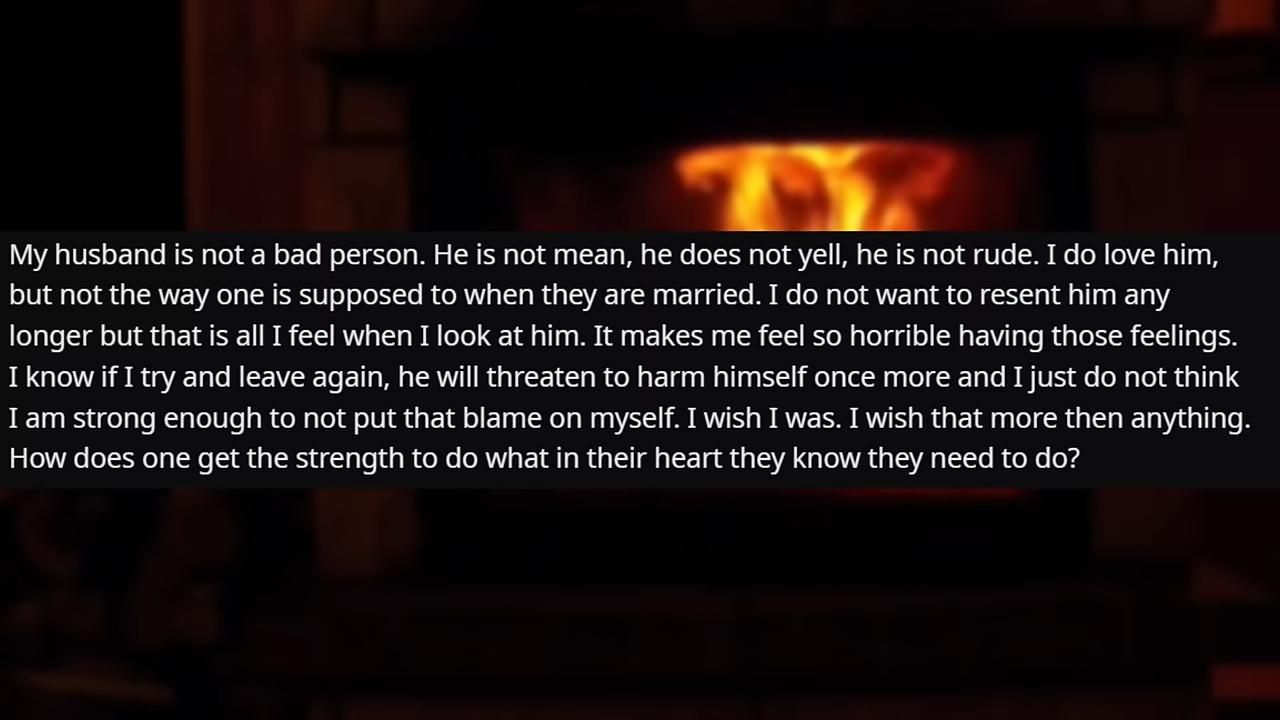 My husband is not a bad person. He is not mean, he does not yell, he is not rude. I do love him,
but not the way one is supposed to when they are married. I do not want to resent him any
longer but that is all I feel when I look at him. It makes me feel so horrible having those feelings.
I know if I try and leave again, he will threaten to harm himself once more and I just do not think
I am strong enough to not put that blame on myself. I wish I was. I wish that more then anything.
How does one get the strength to do what in their heart they know they need to do?